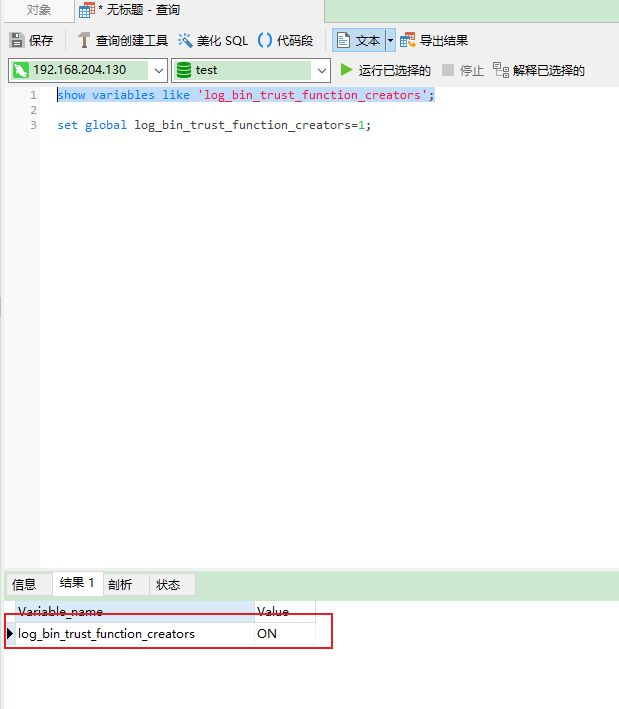 对象
* 无标题 - 查询
保存 查询创建工具 美化 SQL () 代码段 文本 导出结果
192.168.204.130 test 运行已选择的 停止 解释已选择的
1 show variables like 'log_bin_trust_function_creators';
2
3 set global log_bin_trust_function_creators=1;
信息 结果 1 剖析 状态
Variable_name Value
log_bin_trust_function_creators ON